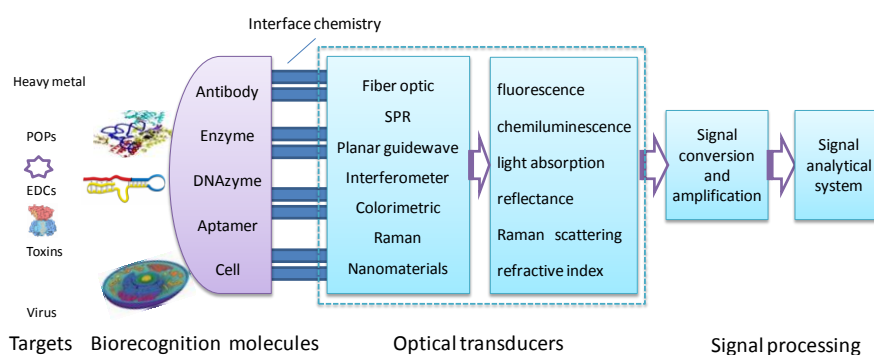 Interface chemistry
Heavy metal
POPs
EDCs
Toxins
Virus
Antibody
Enzyme
DNAzyme
Aptamer
Cell
Fiber optic
SPR
Planar guidewave
Interferometer
Colorimetric
Raman
Nanomaterials
fluorescence
chemiluminescence
light absorption
reflectance
Raman scattering
refractive index
Signal
conversion
and
amplification
Signal
analytical
system
Targets
Biorecognition molecules
Optical transducers
Signal processing